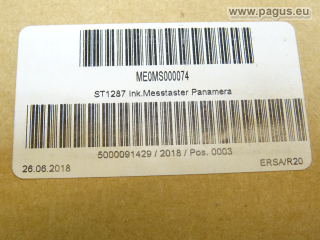 © www.pagus.eu
ME0MS000074
ST1287 Ink.Messtaster Panamera
5000091429 / 2018 / Pos. 0003
26.06.2018 ERSA/R20